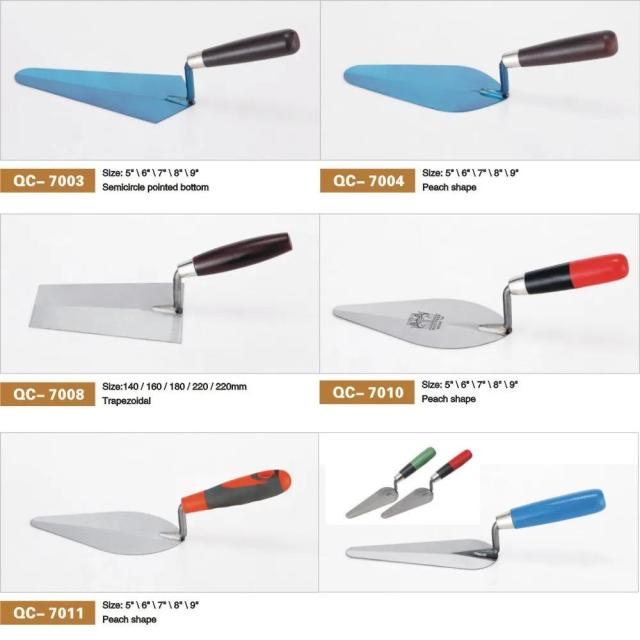 QC- 7003
Size: 5" \ 6" \ 7" \ 8" \ 9"
Semicircle pointed bottom
QC- 7004
Size: 5" \ 6" \ 7" \ 8" \ 9"
Peach shape
QC- 7008
Size:140 / 160 / 180 / 220 / 220mm
Trapezoidal
QC- 7010
Size: 5" \ 6" \ 7" \ 8" \ 9"
Peach shape
QC- 7011
Size: 5" \ 6" \ 7" \ 8" \ 9"
Peach shape